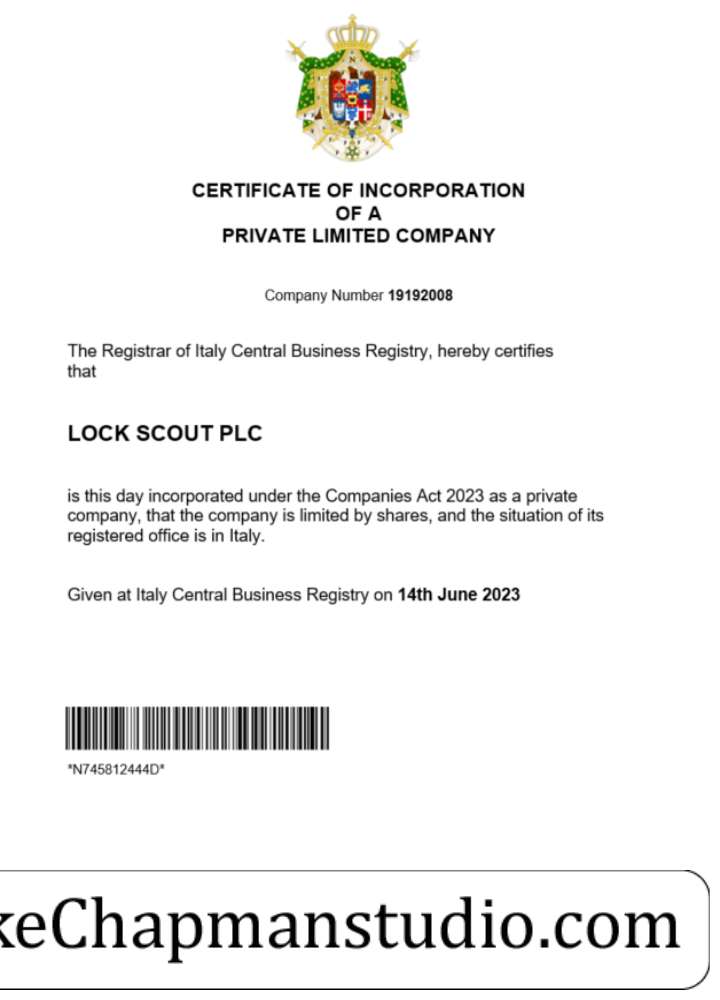 CERTIFICATE OF INCORPORATION
OF A
PRIVATE LIMITED COMPANY
Company Number 19192008
The Registrar of Italy Central Business Registry, hereby certifies
that
LOCK SCOUT PLC
is this day incorporated under the Companies Act 2023 as a private
company, that the company is limited by shares, and the situation of its
registered office is in Italy.
Given at Italy Central Business Registry on 14th June 2023
*N745812444D*
keChapmanstudio.com